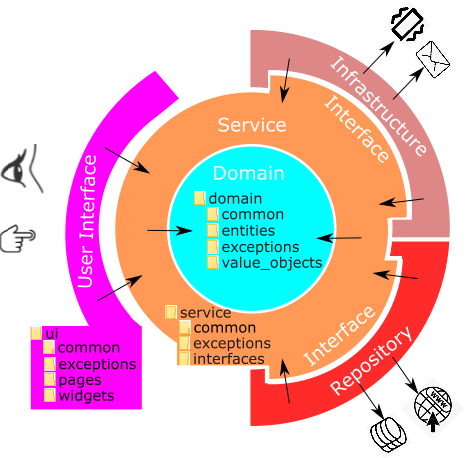 Infrastructure
Interface
Service
Domain
domain
common
entities
exceptions
value_objects
User Interface
service
common
exceptions
interfaces
ui
common
exceptions
pages
widgets
Interface
Repository
WWW